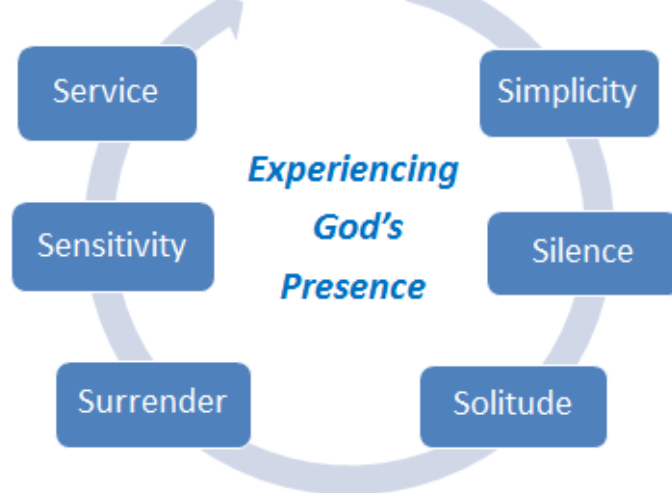 Service
Simplicity
Experiencing
God's
Presence
Sensitivity
Silence
Surrender
Solitude